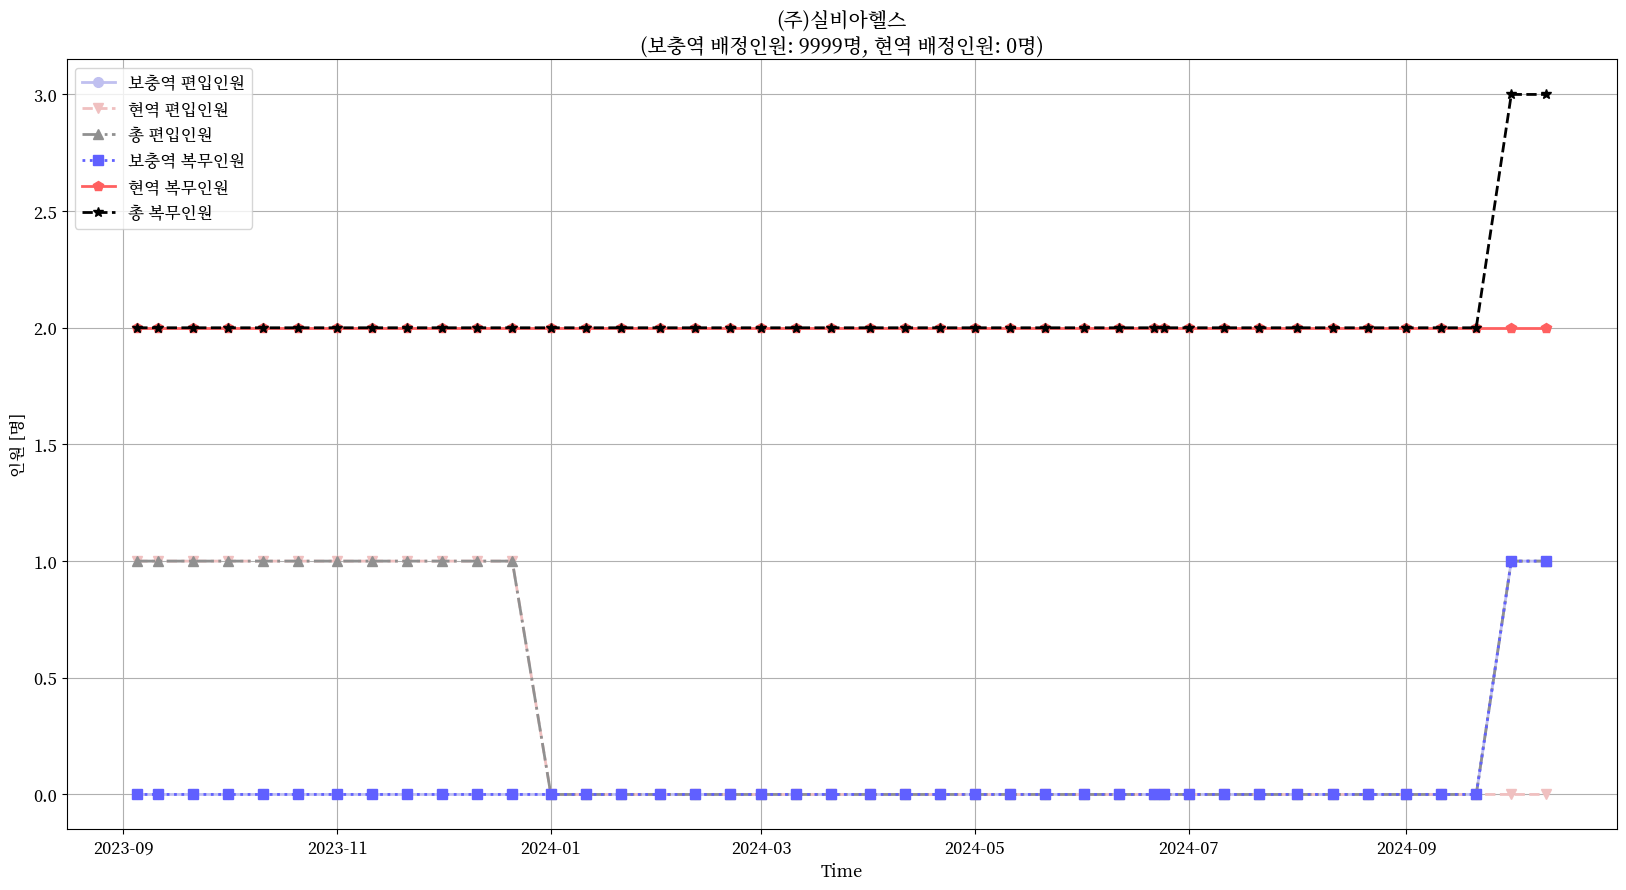 (주)실비아헬스
(보충역 배정인원: 9999명, 현역 배정인원: 0명)
보충역 편입인원
현역 편입인원
총 편입인원
보충역 복무인원
현역 복무인원
총 복무인원
인원 [명]
3.0
2.5
2.0
1.5
1.0
0.5
0.0
2023-09
2023-11
2024-01
2024-03
2024-05
2024-07
2024-09
Time